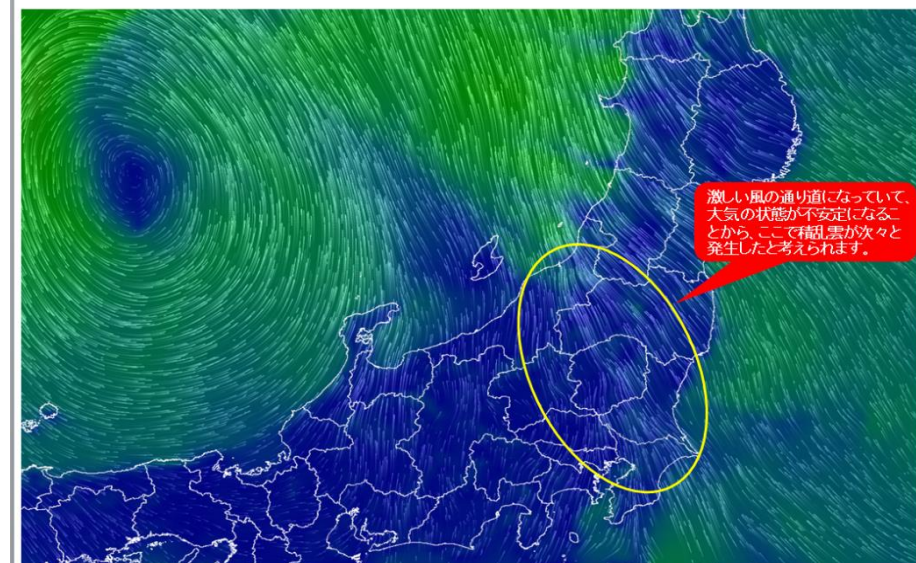 激しい風の通り道になっていて、
大気の状態が不安定になるこ
とから、ここで積乱雲が次々と
発生したと考えられます。